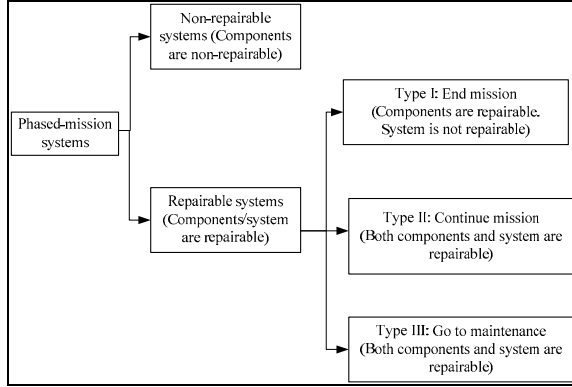 Non-repairable
systems (Components
are non-repairable)
Phased-mission
systems
Repairable systems
(Components/system
are repairable)
Type I: End mission
(Components are repairable.
System is not repairable)
Type II: Continue mission
(Both components and system are
repairable)
Type III: Go to maintenance
(Both components and system are
repairable)